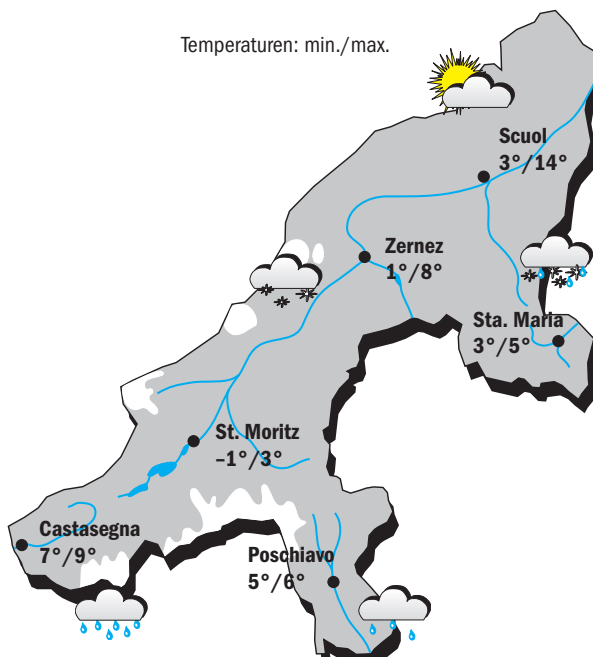 Temperaturen: min./max.
Scuol
3°/14°
Zernez
1°/8°
Sta. Maria
3°/5°
St. Moritz
–1°/3°
Castasegna
7°/9°
Poschiavo
5°/6°